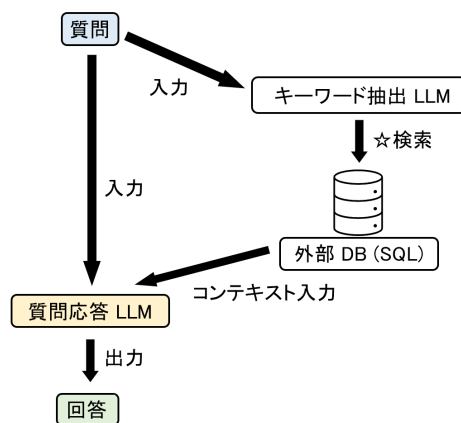 質問
入力
キーワード抽出 LLM
☆検索
入力
外部 DB (SQL)
コンテキスト入力
質問応答 LLM
出力
回答